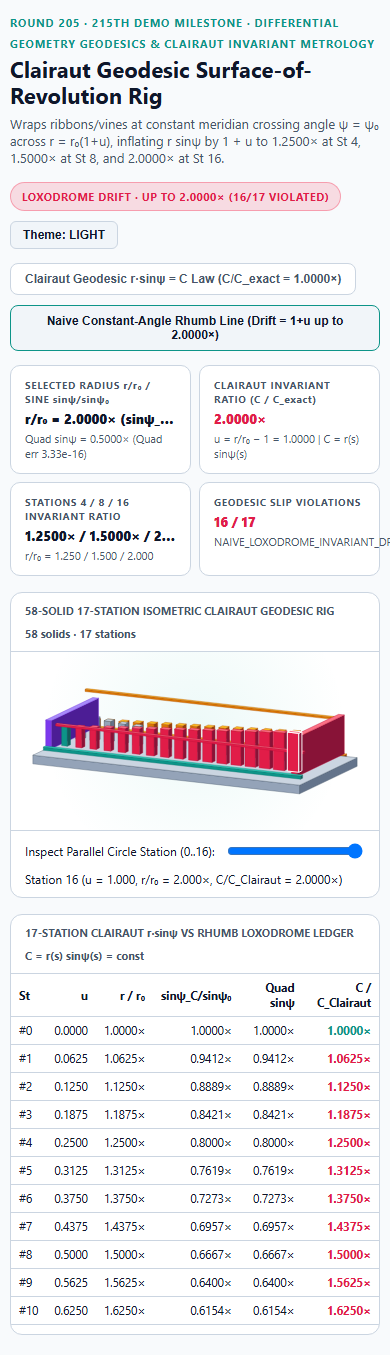 ROUND 205 · 215TH DEMO MILESTONE · DIFFERENTIAL
GEOMETRY GEODESICS & CLAIRAUT INVARIANT METROLOGY
Clairaut Geodesic Surface-of-
Revolution Rig
Wraps ribbons/vines at constant meridian crossing angle ψ = ψ₀
across r = r₀(1+u), inflating r sinψ by 1 + u to 1.2500× at St 4,
1.5000× at St 8, and 2.0000× at St 16.
LOXODROME DRIFT · UP TO 2.0000× (16/17 VIOLATED)
Theme: LIGHT
Clairaut Geodesic r·sinψ = C Law (C/C_exact = 1.0000×)
Naive Constant-Angle Rhumb Line (Drift = 1+u up to
2.0000×)
SELECTED RADIUS r/r₀ /
SINE sinψ/sinψ₀
r/r₀ = 2.0000× (sinψ_...
Quad sinψ = 0.5000× (Quad
err 3.33e-16)
CLAIRAUT INVARIANT
RATIO (C / C_exact)
2.0000×
u = r/r₀ − 1 = 1.0000 | C = r(s)
sinψ(s)
STATIONS 4 / 8 / 16
INVARIANT RATIO
1.2500× / 1.5000× / 2...
r/r₀ = 1.250 / 1.500 / 2.000
GEODESIC SLIP VIOLATIONS
16 / 17
NAIVE_LOXODROME_INVARIANT_DR
58-SOLID 17-STATION ISOMETRIC CLAIRAUT GEODESIC RIG
58 solids · 17 stations
Inspect Parallel Circle Station (0..16):
Station 16 (u = 1.000, r/r₀ = 2.000×, C/C_Clairaut = 2.0000×)
17-STATION CLAIRAUT r·sinψ VS RHUMB LOXODROME LEDGER
C = r(s) sinψ(s) = const
St u r / r₀ sinψ_C/sinψ₀ Quad sinψ C / C_Clairaut
#0 0.0000 1.0000× 1.0000× 1.0000× 1.0000×
#1 0.0625 1.0625× 0.9412× 0.9412× 1.0625×
#2 0.1250 1.1250× 0.8889× 0.8889× 1.1250×
#3 0.1875 1.1875× 0.8421× 0.8421× 1.1875×
#4 0.2500 1.2500× 0.8000× 0.8000× 1.2500×
#5 0.3125 1.3125× 0.7619× 0.7619× 1.3125×
#6 0.3750 1.3750× 0.7273× 0.7273× 1.3750×
#7 0.4375 1.4375× 0.6957× 0.6957× 1.4375×
#8 0.5000 1.5000× 0.6667× 0.6667× 1.5000×
#9 0.5625 1.5625× 0.6400× 0.6400× 1.5625×
#10 0.6250 1.6250× 0.6154× 0.6154× 1.6250×